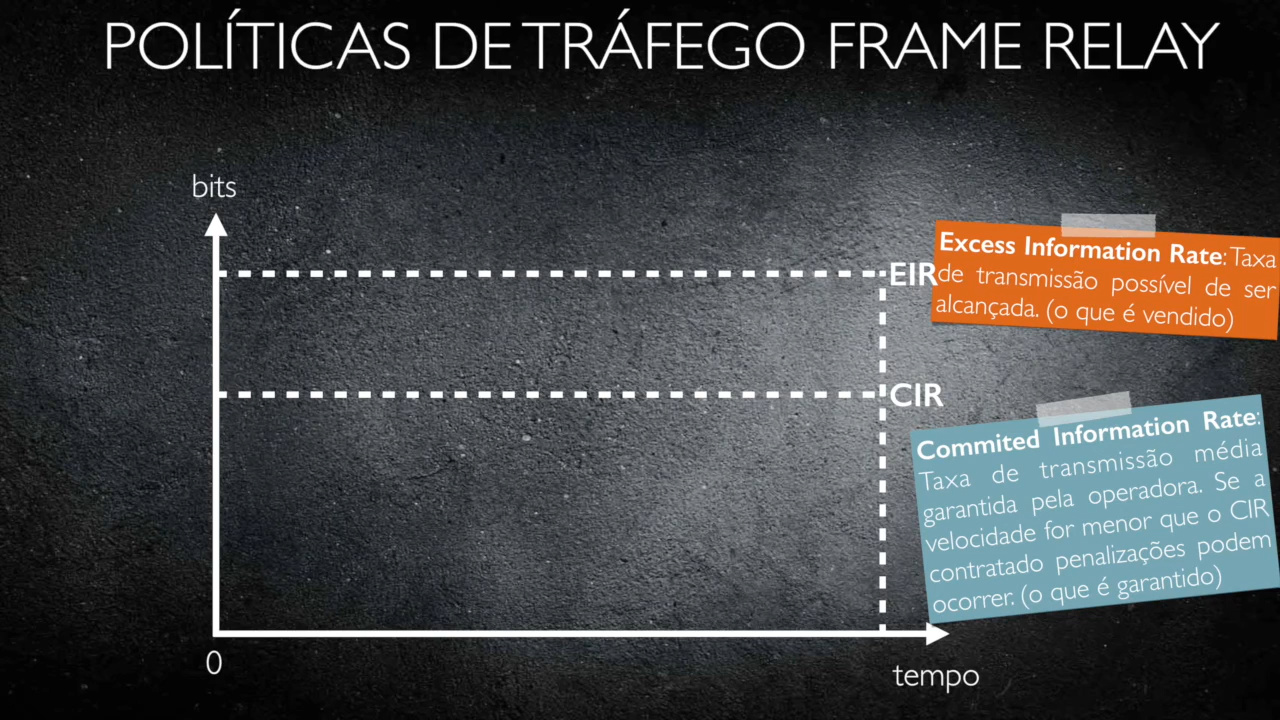 POLÍTICAS DE TRÁFEGO FRAME RELAY
bits
EIR
Excess Information Rate: Taxa
de transmissão possível de ser
alcançada. (o que é vendido)
CIR
Commited Information Rate:
Taxa de transmissão média
garantida pela operadora. Se a
velocidade for menor que o CIR
contratado penalizações podem
ocorrer. (o que é garantido)
0
tempo